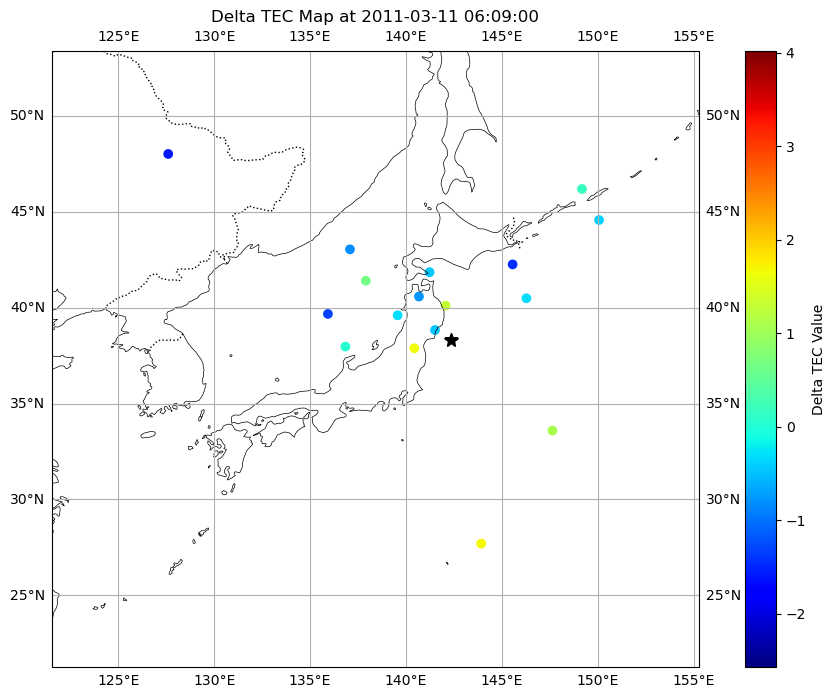 Delta TEC Map at 2011-03-11 06:09:00
125°E 130°E 135°E 140°E 145°E 150°E 155°E
50°N 50°N
45°N 45°N
40°N 40°N
35°N 35°N
30°N 30°N
25°N 25°N
125°E 130°E 135°E 140°E 145°E 150°E 155°E
4
3
2
1
0
−1
−2
Delta TEC Value